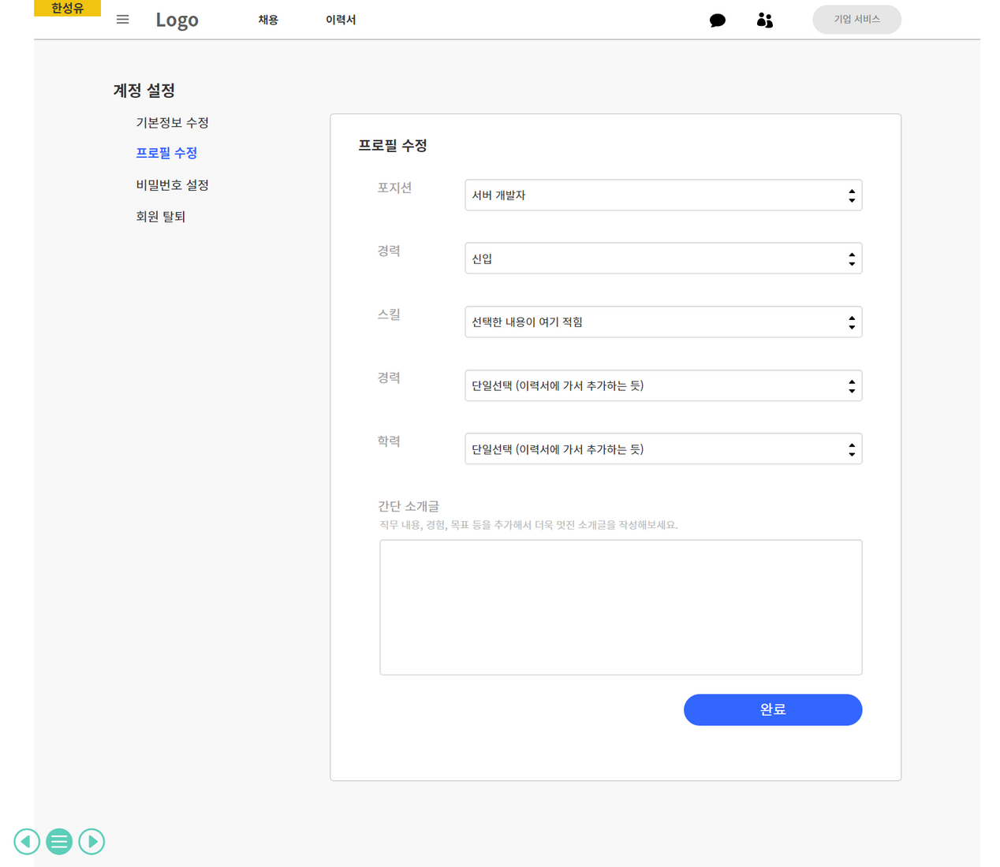 한성유
Logo
채용
이력서
기업 서비스
계정 설정
기본정보 수정
프로필 수정
비밀번호 설정
회원 탈퇴
프로필 수정
포지션
서버 개발자
경력
신입
스킬
선택한 내용이 여기 적힘
경력
단일선택 (이력서에 가서 추가하는 듯)
학력
단일선택 (이력서에 가서 추가하는 듯)
간단 소개글
직무 내용, 경험, 목표 등을 추가해서 더욱 멋진 소개글을 작성해보세요.
완료